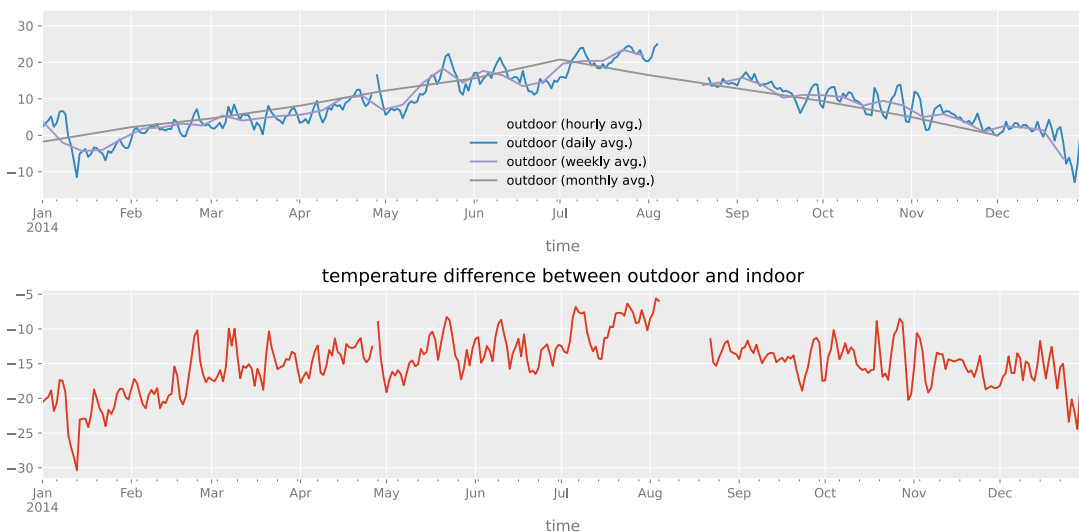 30
20
10
0
−10
Jan Feb Mar Apr May Jun Jul Aug Sep Oct Nov Dec
2014
time
outdoor (hourly avg.)
outdoor (daily avg.)
outdoor (weekly avg.)
outdoor (monthly avg.)
temperature difference between outdoor and indoor
−5
−10
−15
−20
−25
−30
Jan Feb Mar Apr May Jun Jul Aug Sep Oct Nov Dec
2014
time